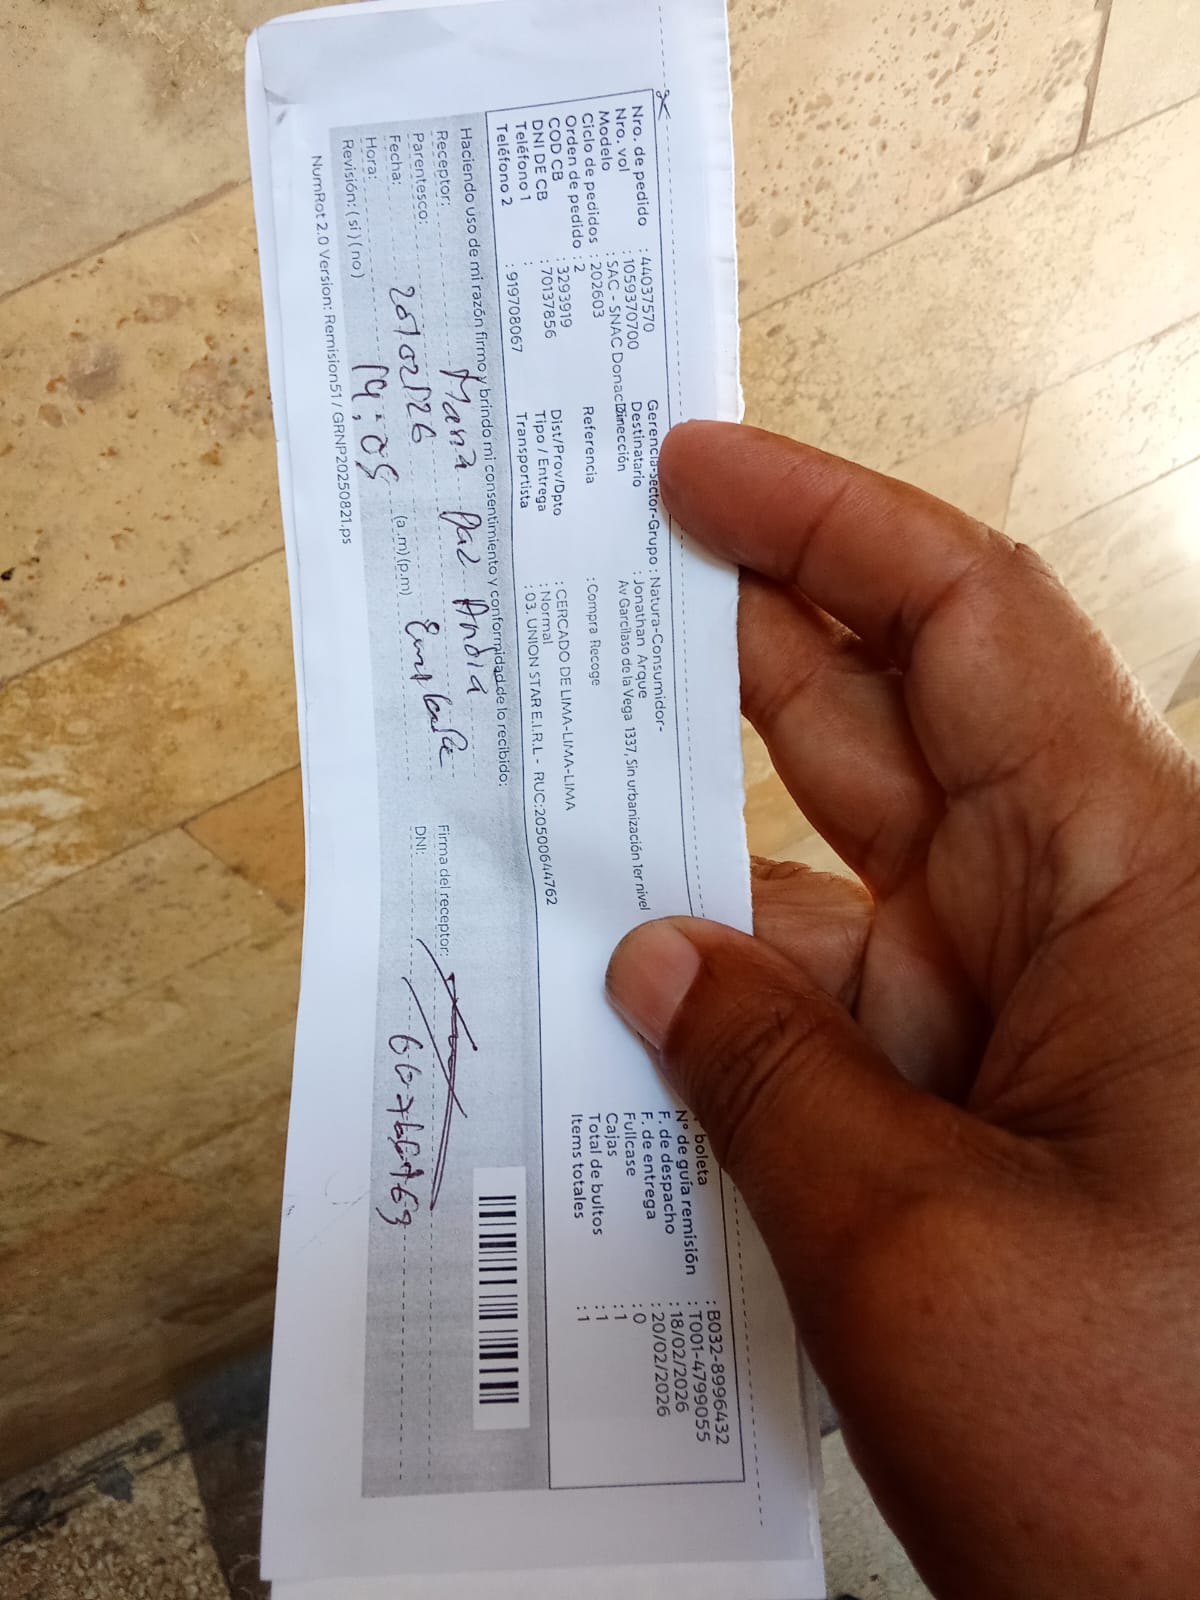 Nro. de pedido : 44037570
Nro. vol : 1059370700
Modelo : SAC - SNAC Donac
Ciclo de pedidos : 202603
Orden de pedido : 2
COD CB : 3293919
DNI DE CB : 70137856
Teléfono 1 :
Teléfono 2 : 919708067
Gerencia-Sector-Grupo : Natura-Consumidor-
Destinatario : Jonathan Arque
Dirección Av Garcilaso de la Vega 1337, Sin urbanización 1er nivel
Referencia : Compra Recoge
Dist/Prov/Dpto : CERCADO DE LIMA-LIMA-LIMA
Tipo / Entrega : Normal
Transportista : 03. UNION STAR E.I.R.L - RUC:20500644762
boleta : B032-8996432
N° de guía remisión : T001-4799055
F. de despacho : 18/02/2026
F. de entrega : 20/02/2026
Fullcase : 0
Cajas : 1
Total de bultos : 1
Items totales : 1
Haciendo uso de mi razón firmo y brindo mi consentimiento y conformidad de lo recibido:
Receptor: Maria Paz Andia
Firma del receptor:
Parentesco:
DNI:
Fecha: 20/02/26
Hora: 14:09 (a.m) (p.m)
Revisión: (si) (no)
NumRot 2.0 Version: Remision51 / GRNP20250821.ps